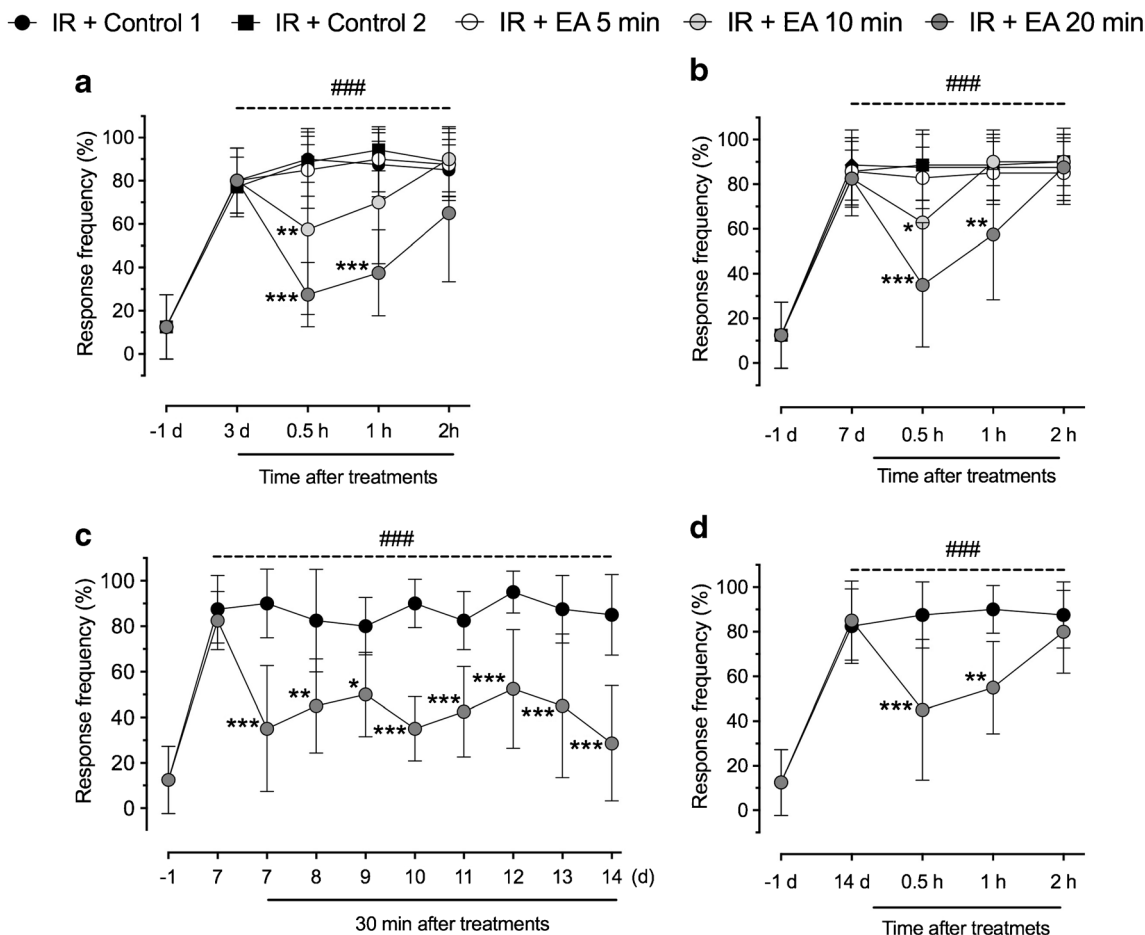 IR + Control 1 IR + Control 2 IR + EA 5 min IR + EA 10 min IR + EA 20 min
a
###
Response frequency (%)
100
80
60
40
20
0
**
***
***
-1 d 3 d 0.5 h 1 h 2h
Time after treatments
b
###
Response frequency (%)
100
80
60
40
20
0
*
***
**
-1 d 7 d 0.5 h 1 h 2 h
Time after treatments
c
###
Response frequency (%)
100
80
60
40
20
0
***
**
*
***
***
***
***
***
-1 7 7 8 9 10 11 12 13 14 (d)
30 min after treatments
d
###
Response frequency (%)
100
80
60
40
20
0
***
**
-1 d 14 d 0.5 h 1 h 2 h
Time after treatmets